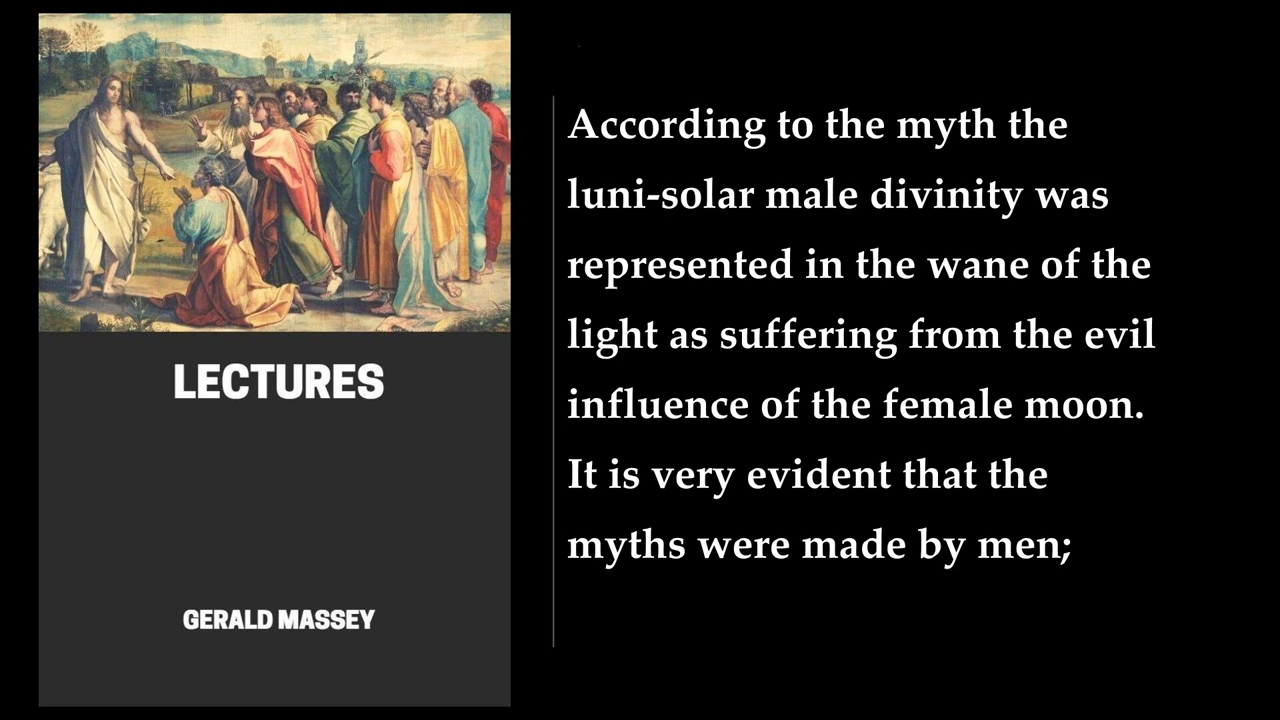 LECTURES
GERALD MASSEY
According to the myth the
luni-solar male divinity was
represented in the wane of the
light as suffering from the evil
influence of the female moon.
It is very evident that the
myths were made by men;